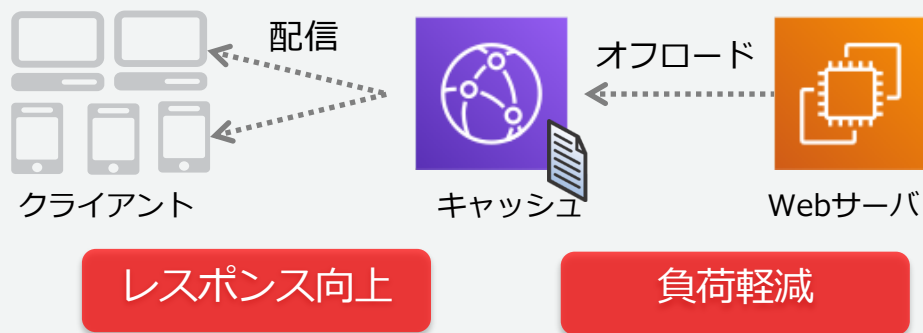 配信
オフロード
クライアント
キャッシュ
Webサーバ
レスポンス向上
負荷軽減